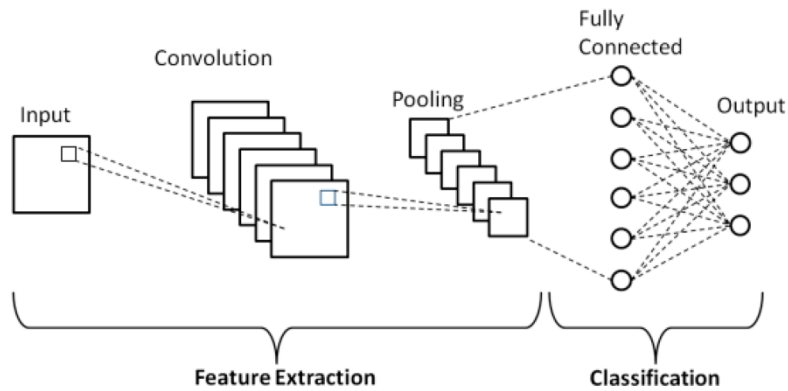 Input
Convolution
Pooling
Fully
Connected
Output
Feature Extraction
Classification